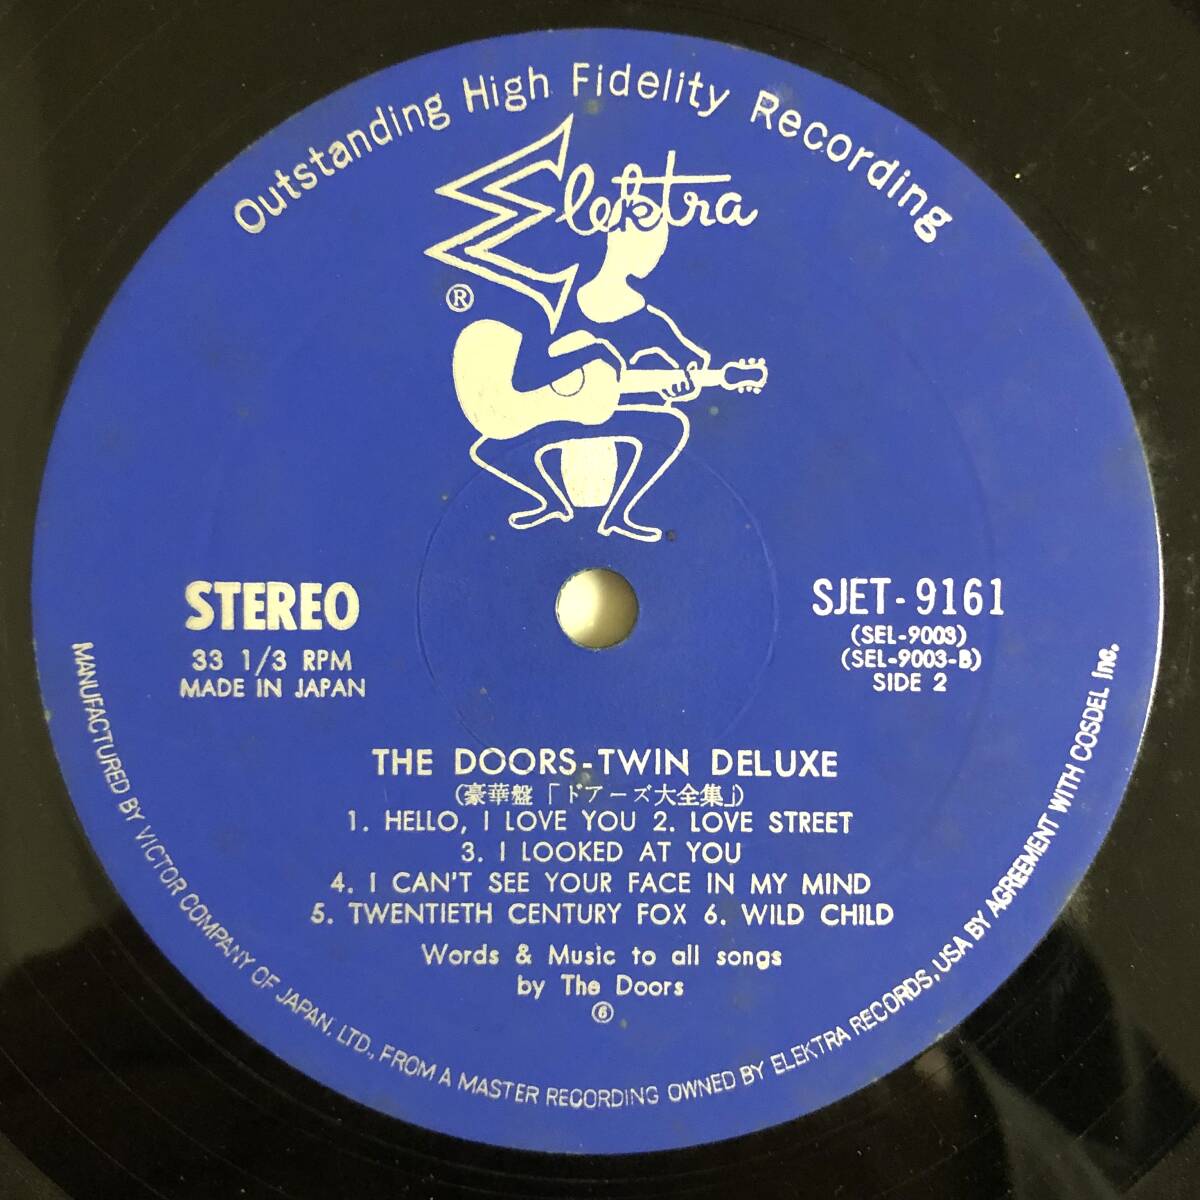 Outstanding High Fidelity Recording
Elektra
®
STEREO
33 1/3 RPM
MADE IN JAPAN
SJET-9161
(SEL-9003)
(SEL-9003-B)
SIDE 2
THE DOORS-TWIN DELUXE
(豪華盤「ドアーズ大全集」)
1. HELLO, I LOVE YOU 2. LOVE STREET
3. I LOOKED AT YOU
4. I CAN'T SEE YOUR FACE IN MY MIND
5. TWENTIETH CENTURY FOX 6. WILD CHILD
Words & Music to all songs
by The Doors
⑥
MANUFACTURED BY VICTOR COMPANY OF JAPAN, LTD., FROM A MASTER RECORDING OWNED BY ELEKTRA RECORDS, USA BY AGREEMENT WITH COSDEL Inc.